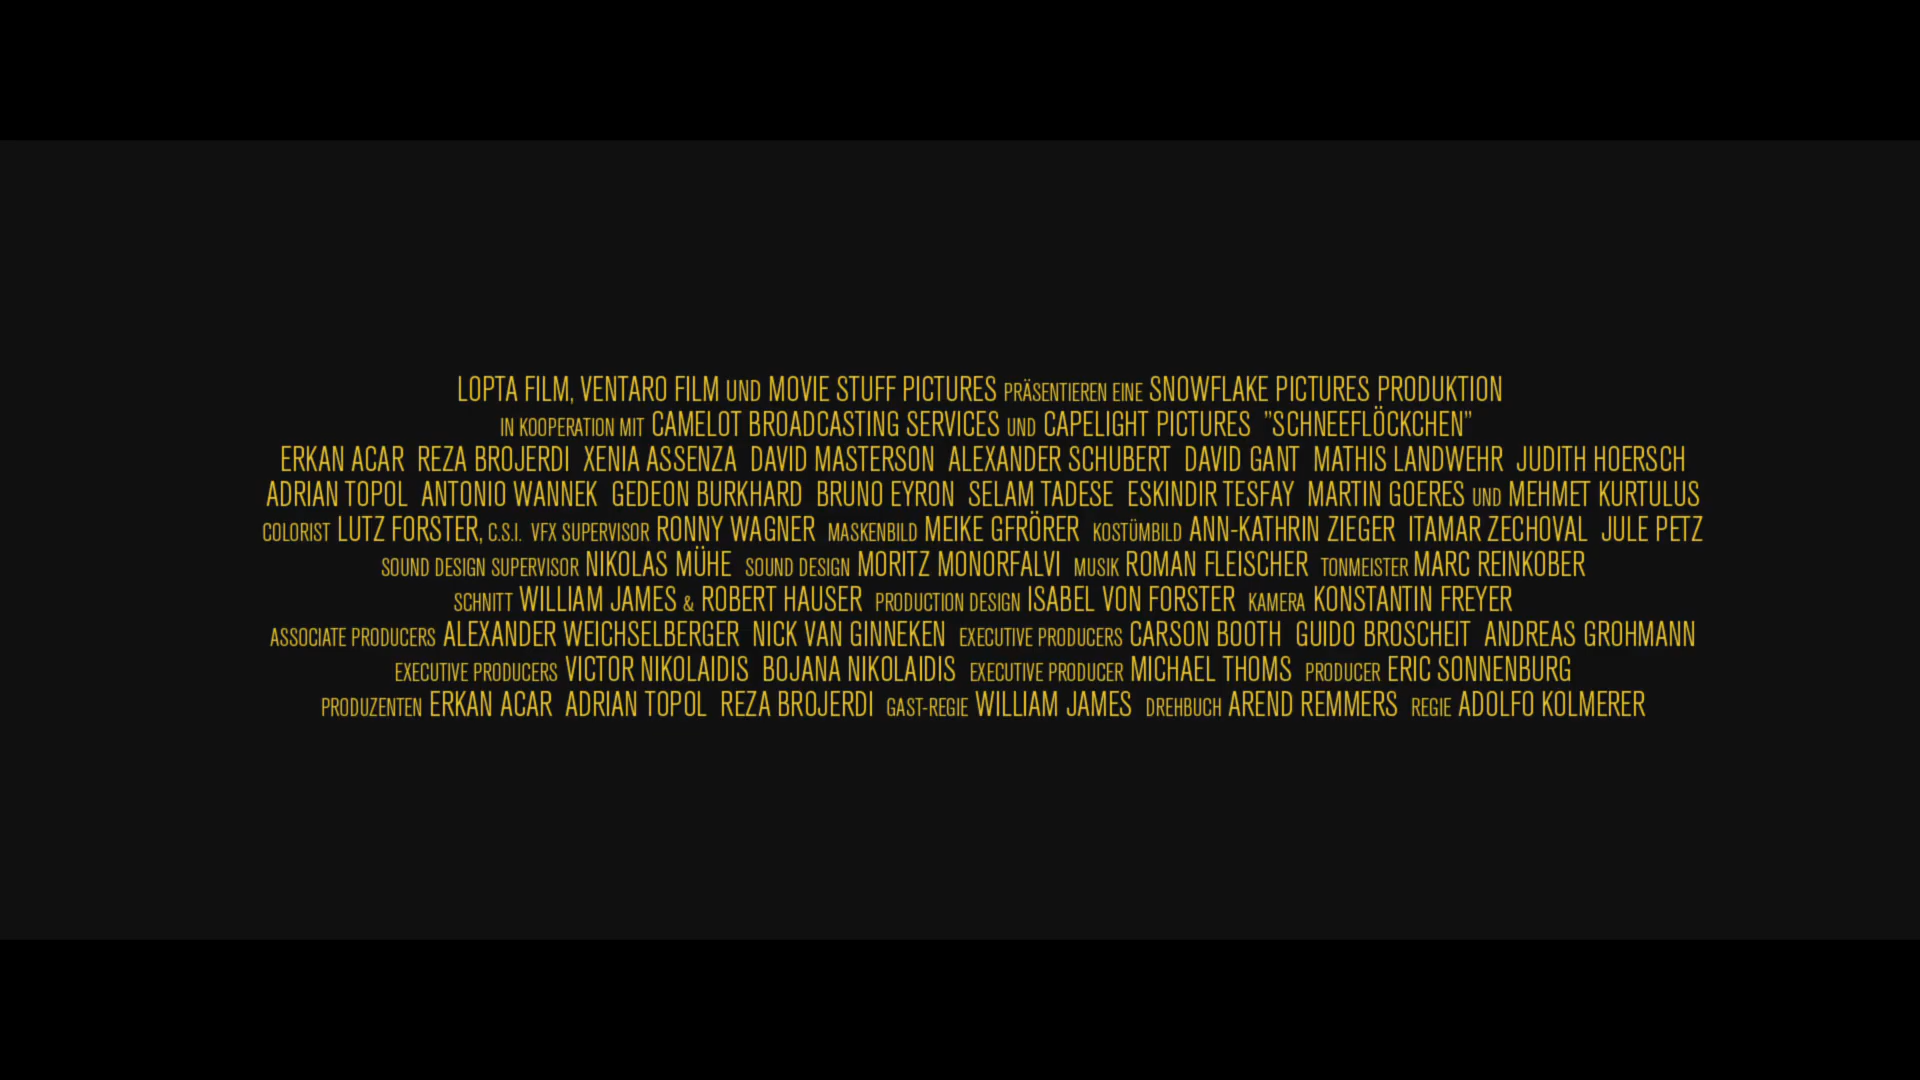 LOPTA FILM, VENTARO FILM UND MOVIE STUFF PICTURES PRÄSENTIEREN EINE SNOWFLAKE PICTURES PRODUKTION
IN KOOPERATION MIT CAMELOT BROADCASTING SERVICES UND CAPELIGHT PICTURES ”SCHNEEFLÖCKCHEN”
ERKAN ACAR REZA BROJERDI XENIA ASSENZA DAVID MASTERSON ALEXANDER SCHUBERT DAVID GANT MATHIS LANDWEHR JUDITH HOERSCH
ADRIAN TOPOL ANTONIO WANNEK GEDEON BURKHARD BRUNO EYRON SELAM TADESE ESKINDIR TESFAY MARTIN GOERES UND MEHMET KURTULUS
COLORIST LUTZ FORSTER, C.S.I. VFX SUPERVISOR RONNY WAGNER MASKENBILD MEIKE GFRÖRER KOSTÜMBILD ANN-KATHRIN ZIEGER ITAMAR ZECHOVAL JULE PETZ
SOUND DESIGN SUPERVISOR NIKOLAS MÜHE SOUND DESIGN MORITZ MONORFALVI MUSIK ROMAN FLEISCHER TONMEISTER MARC REINKOBER
SCHNITT WILLIAM JAMES & ROBERT HAUSER PRODUCTION DESIGN ISABEL VON FORSTER KAMERA KONSTANTIN FREYER
ASSOCIATE PRODUCERS ALEXANDER WEICHSELBERGER NICK VAN GINNEKEN EXECUTIVE PRODUCERS CARSON BOOTH GUIDO BROSCHEIT ANDREAS GROHMANN
EXECUTIVE PRODUCERS VICTOR NIKOLAIDIS BOJANA NIKOLAIDIS EXECUTIVE PRODUCER MICHAEL THOMS PRODUCER ERIC SONNENBURG
PRODUZENTEN ERKAN ACAR ADRIAN TOPOL REZA BROJERDI GAST-REGIE WILLIAM JAMES DREHBUCH AREND REMMERS REGIE ADOLFO KOLMERER